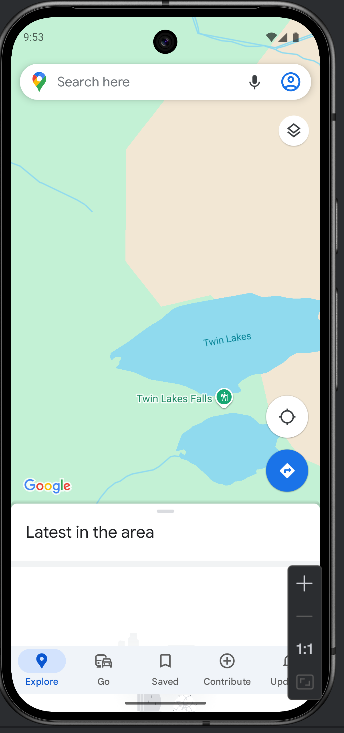 9:53
Search here
Twin Lakes
Twin Lakes Falls
Google
Latest in the area
1:1
Explore
Go
Saved
Contribute